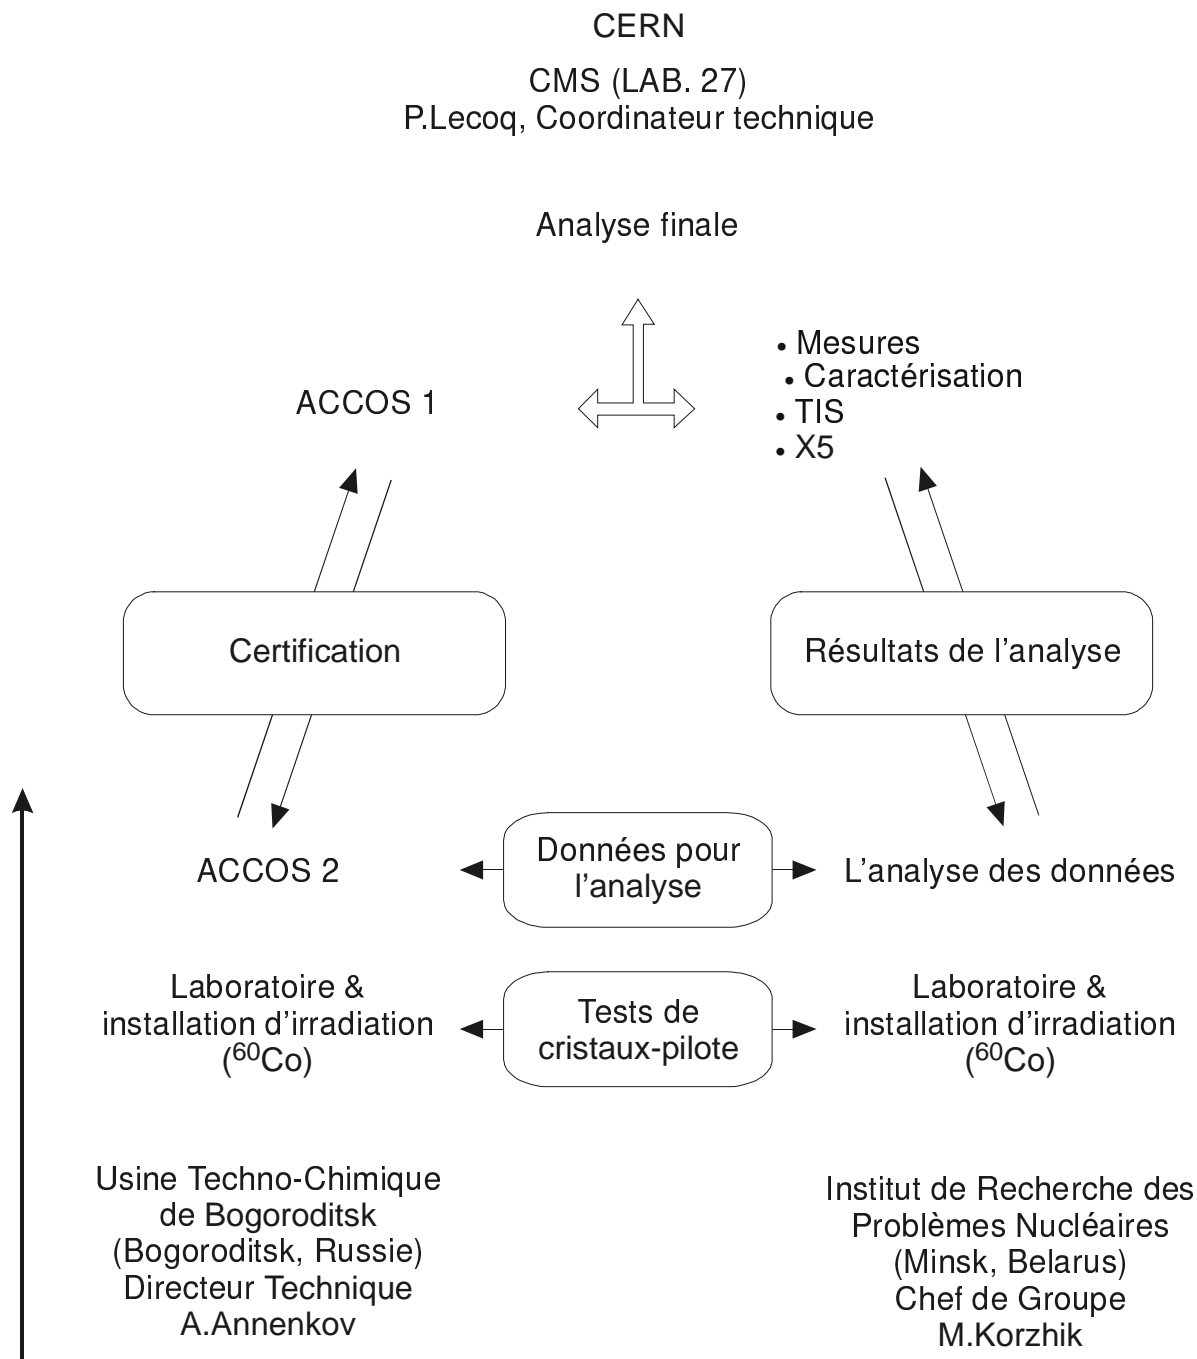 CERN
CMS (LAB. 27)
P.Lecoq, Coordinateur technique
Analyse finale
ACCOS 1
• Mesures
• Caractérisation
• TIS
• X5
Certification
Résultats de l'analyse
ACCOS 2
Données pour
l'analyse
L'analyse des données
Laboratoire &
installation d'irradiation
(⁶⁰Co)
Tests de
cristaux-pilote
Laboratoire &
installation d'irradiation
(⁶⁰Co)
Usine Techno-Chimique
de Bogoroditsk
(Bogoroditsk, Russie)
Directeur Technique
A.Annenkov
Institut de Recherche des
Problèmes Nucléaires
(Minsk, Belarus)
Chef de Groupe
M.Korzhik